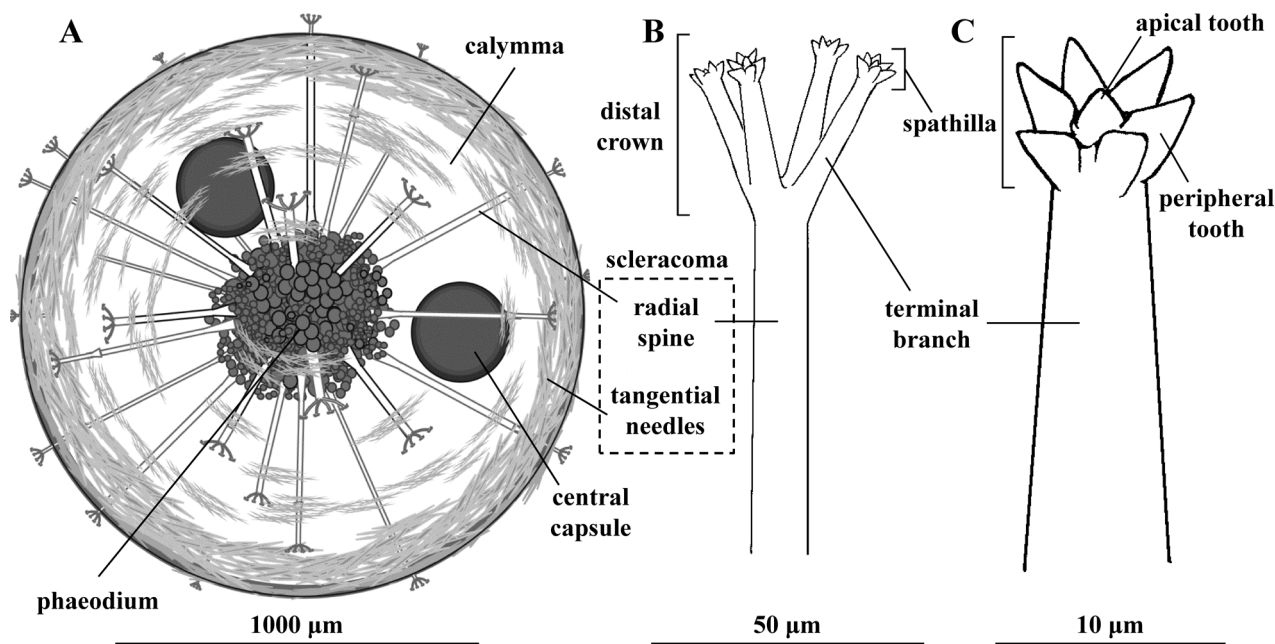 A
calymma
scleracoma
radial
spine
tangential
needles
central
capsule
phaeodium
1000 µm
B
distal
crown
spathilla
terminal
branch
50 µm
C
apical tooth
peripheral
tooth
10 µm